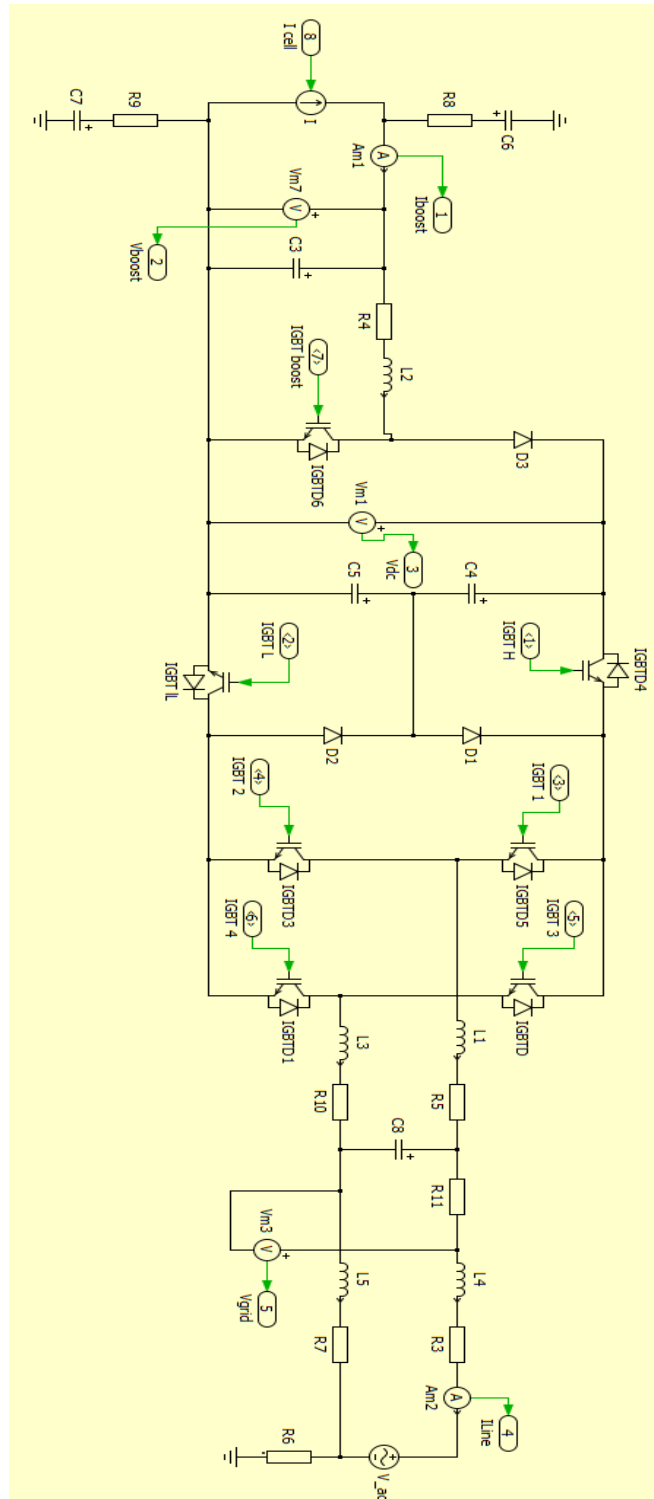 I cell
8
C7
R9
I
R8
C6
Am1
A
1
Iboost
Vm7
V
2
Vboost
C3
R4
L2
<7>
IGBT boost
IGBTD6
D3
Vm1
V
3
Vdc
C5
C4
<2>
IGBT L
IGBT IL
<1>
IGBT H
IGBTD4
D2
D1
<4>
IGBT 2
IGBTD3
<3>
IGBT 1
IGBTD5
<6>
IGBT 4
IGBTD1
<5>
IGBT 3
IGBTD
L3
L1
R10
R5
C8
R11
Vm3
V
5
Vgrid
L5
L4
R7
R3
Am2
A
4
ILine
R6
V_ac